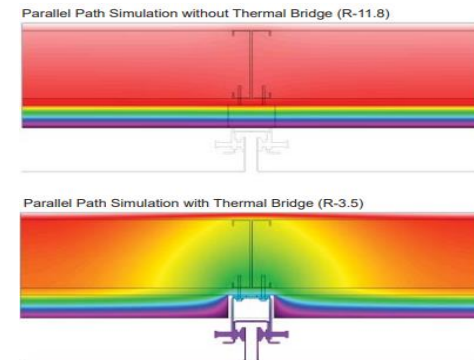 Parallel Path Simulation without Thermal Bridge (R-11.8)
Parallel Path Simulation with Thermal Bridge (R-3.5)